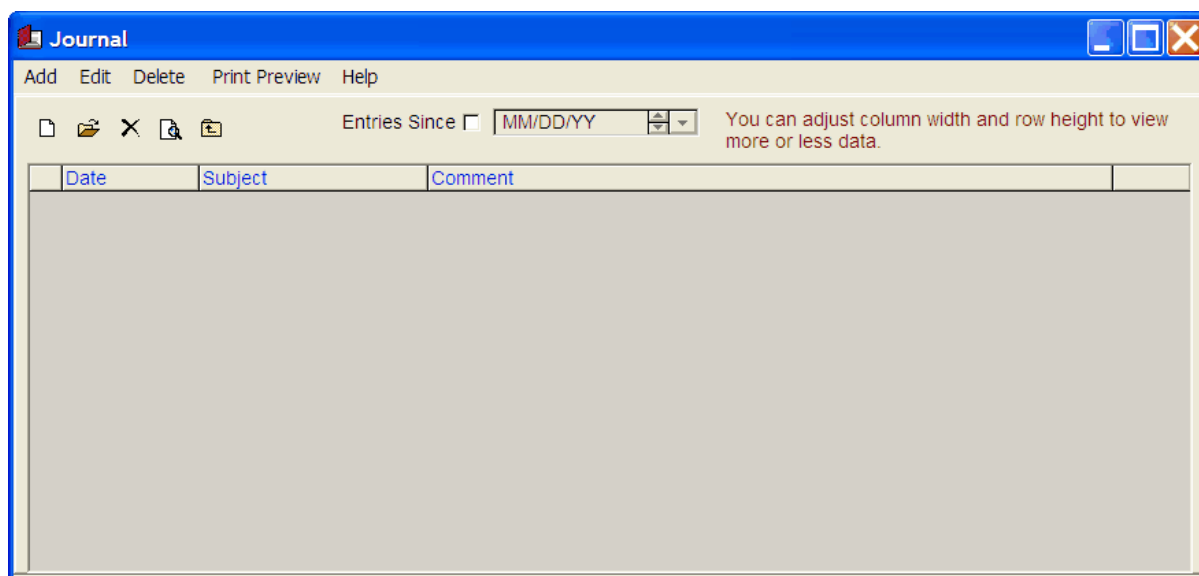 Journal
Add Edit Delete Print Preview Help
Entries Since MM/DD/YY
You can adjust column width and row height to view
more or less data.
Date Subject Comment